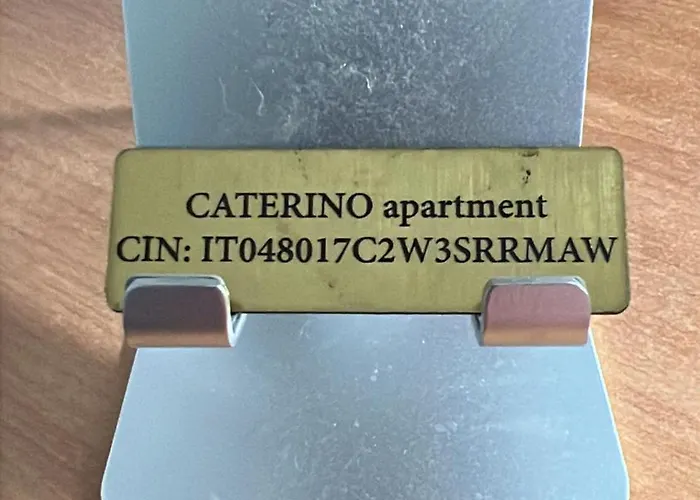 CATERINO apartment
CIN: IT048017C2W3SRRMAW